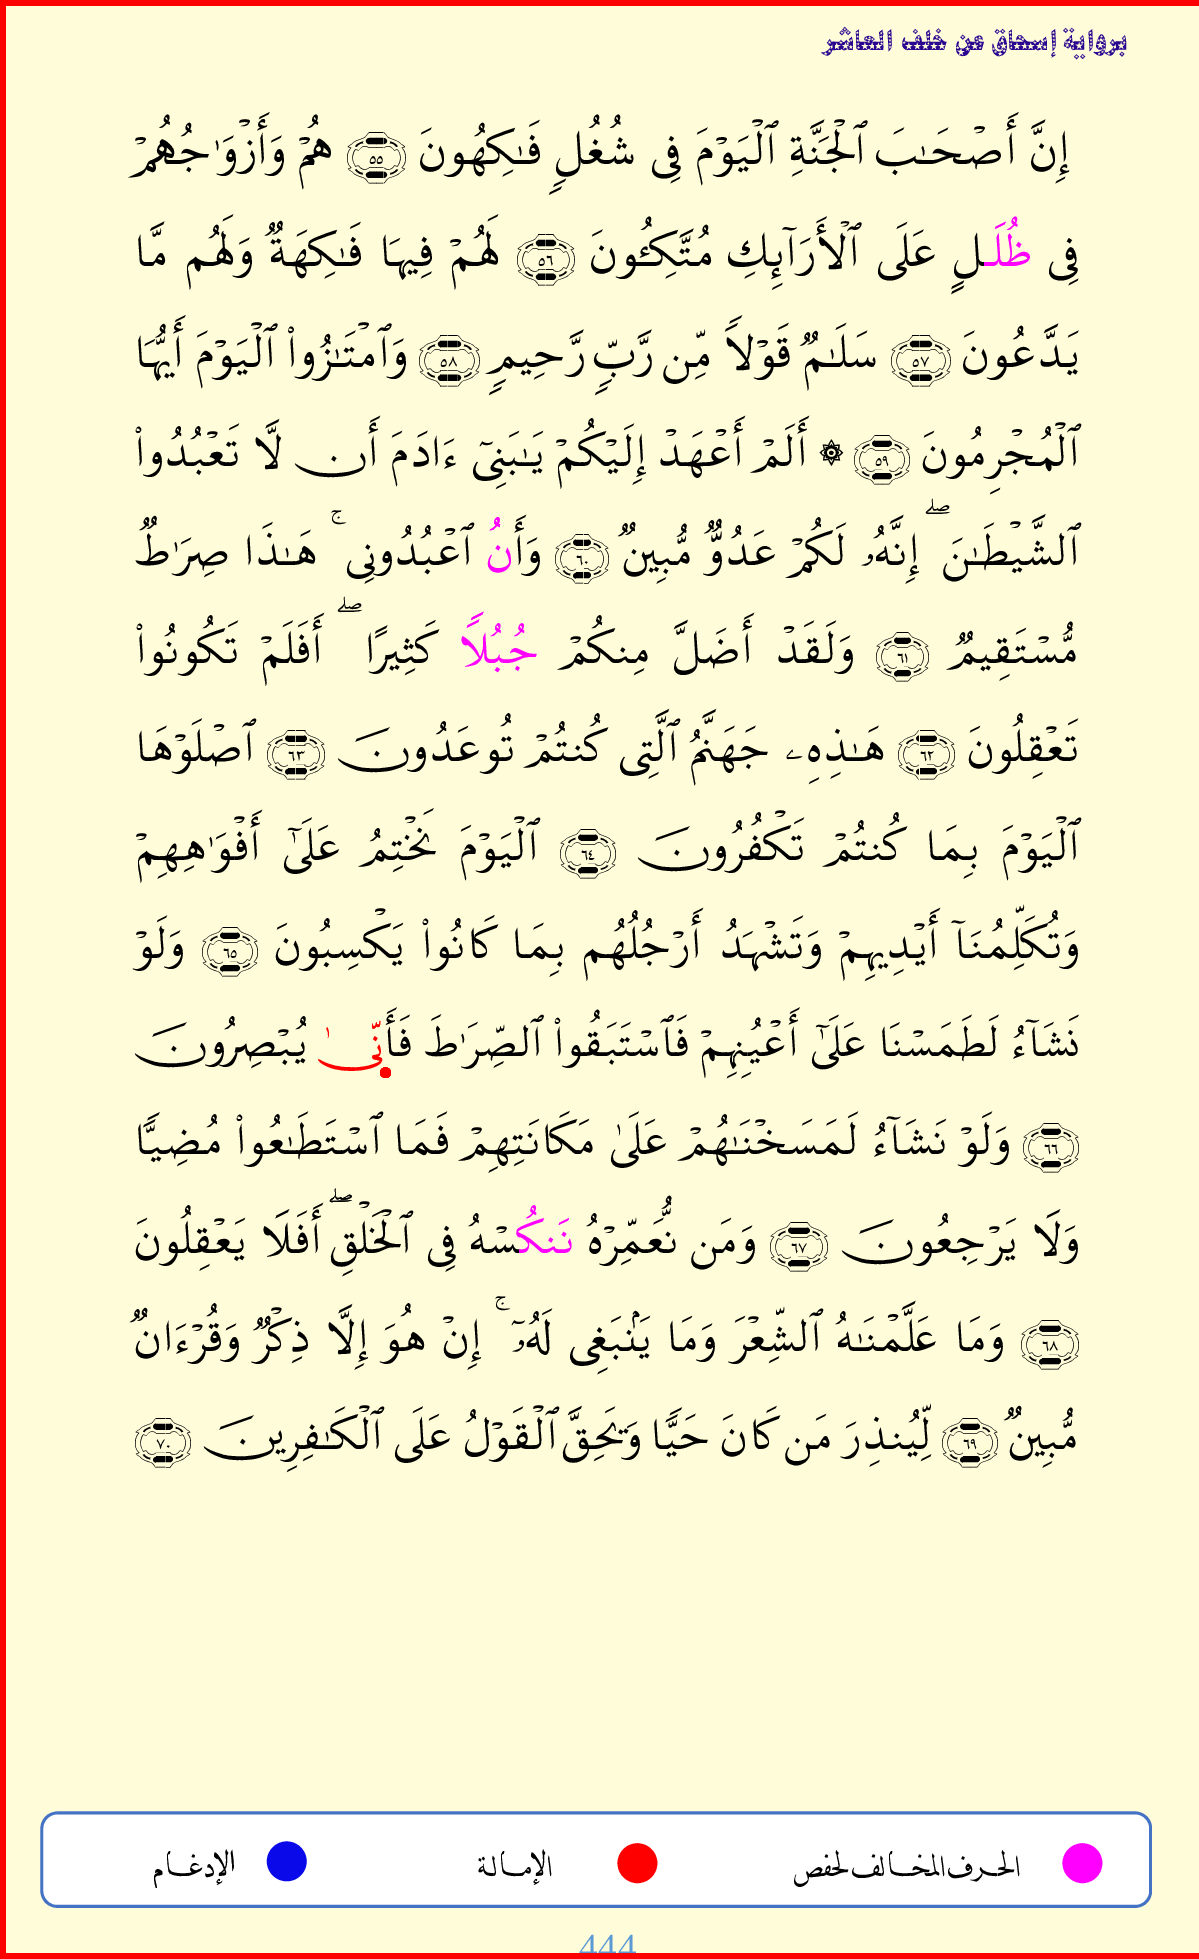 برواية إسحاق عن خلف العاشر
إِنَّ أَصۡحَٰبَ ٱلۡجَنَّةِ ٱلۡيَوۡمَ فِى شُغُلٍ فَٰكِهُونَ ٥٥ هُمۡ وَأَزۡوَٰجُهُمۡ
فِى ظُلَلٍ عَلَى ٱلۡأَرَآئِكِ مُتَّكِـُٔونَ ٥٦ لَهُمۡ فِيهَا فَٰكِهَةٌ وَلَهُم مَّا
يَدَّعُونَ ٥٧ سَلَٰمٌ قَوۡلاً مِّن رَّبٍّ رَّحِيمٍ ٥٨ وَٱمۡتَٰزُواْ ٱلۡيَوۡمَ أَيُّهَا
ٱلۡمُجۡرِمُونَ ٥٩ ۞ أَلَمۡ أَعۡهَدۡ إِلَيۡكُمۡ يَٰبَنِىٓ ءَادَمَ أَن لَّا تَعۡبُدُواْ
ٱلشَّيۡطَٰنَۖ إِنَّهُۥ لَكُمۡ عَدُوٌّ مُّبِينٌ ٦٠ وَأَنُ ٱعۡبُدُونِىۚ هَٰذَا صِرَٰطٌ
مُّسۡتَقِيمٌ ٦١ وَلَقَدۡ أَضَلَّ مِنكُمۡ جُبُلاً كَثِيرًاۖ أَفَلَمۡ تَكُونُواْ
تَعۡقِلُونَ ٦٢ هَٰذِهِۦ جَهَنَّمُ ٱلَّتِى كُنتُمۡ تُوعَدُونَ ٦٣ ٱصۡلَوۡهَا
ٱلۡيَوۡمَ بِمَا كُنتُمۡ تَكۡفُرُونَ ٦٤ ٱلۡيَوۡمَ نَخۡتِمُ عَلَىٰٓ أَفۡوَٰهِهِمۡ
وَتُكَلِّمُنَآ أَيۡدِيهِمۡ وَتَشۡهَدُ أَرۡجُلُهُم بِمَا كَانُواْ يَكۡسِبُونَ ٦٥ وَلَوۡ
نَشَآءُ لَطَمَسۡنَا عَلَىٰٓ أَعۡيُنِهِمۡ فَٱسۡتَبَقُواْ ٱلصِّرَٰطَ فَأَنّىٰ يُبۡصِرُونَ
٦٦ وَلَوۡ نَشَآءُ لَمَسَخۡنَٰهُمۡ عَلَىٰ مَكَانَتِهِمۡ فَمَا ٱسۡتَطَٰعُواْ مُضِيًّا
وَلَا يَرۡجِعُونَ ٦٧ وَمَن نُّعَمِّرۡهُ نَنكُسۡهُ فِى ٱلۡخَلۡقِۖ أَفَلَا يَعۡقِلُونَ
٦٨ وَمَا عَلَّمۡنَٰهُ ٱلشِّعۡرَ وَمَا يَنۢبَغِى لَهُۥٓۚ إِنۡ هُوَ إِلَّا ذِكۡرٌ وَقُرۡءَانٌ
مُّبِينٌ ٦٩ لِّيُنذِرَ مَن كَانَ حَيًّا وَيَحِقَّ ٱلۡقَوۡلُ عَلَى ٱلۡكَٰفِرِينَ ٧٠
الحرف المخالف لحفص الإمالة الإدغام
444